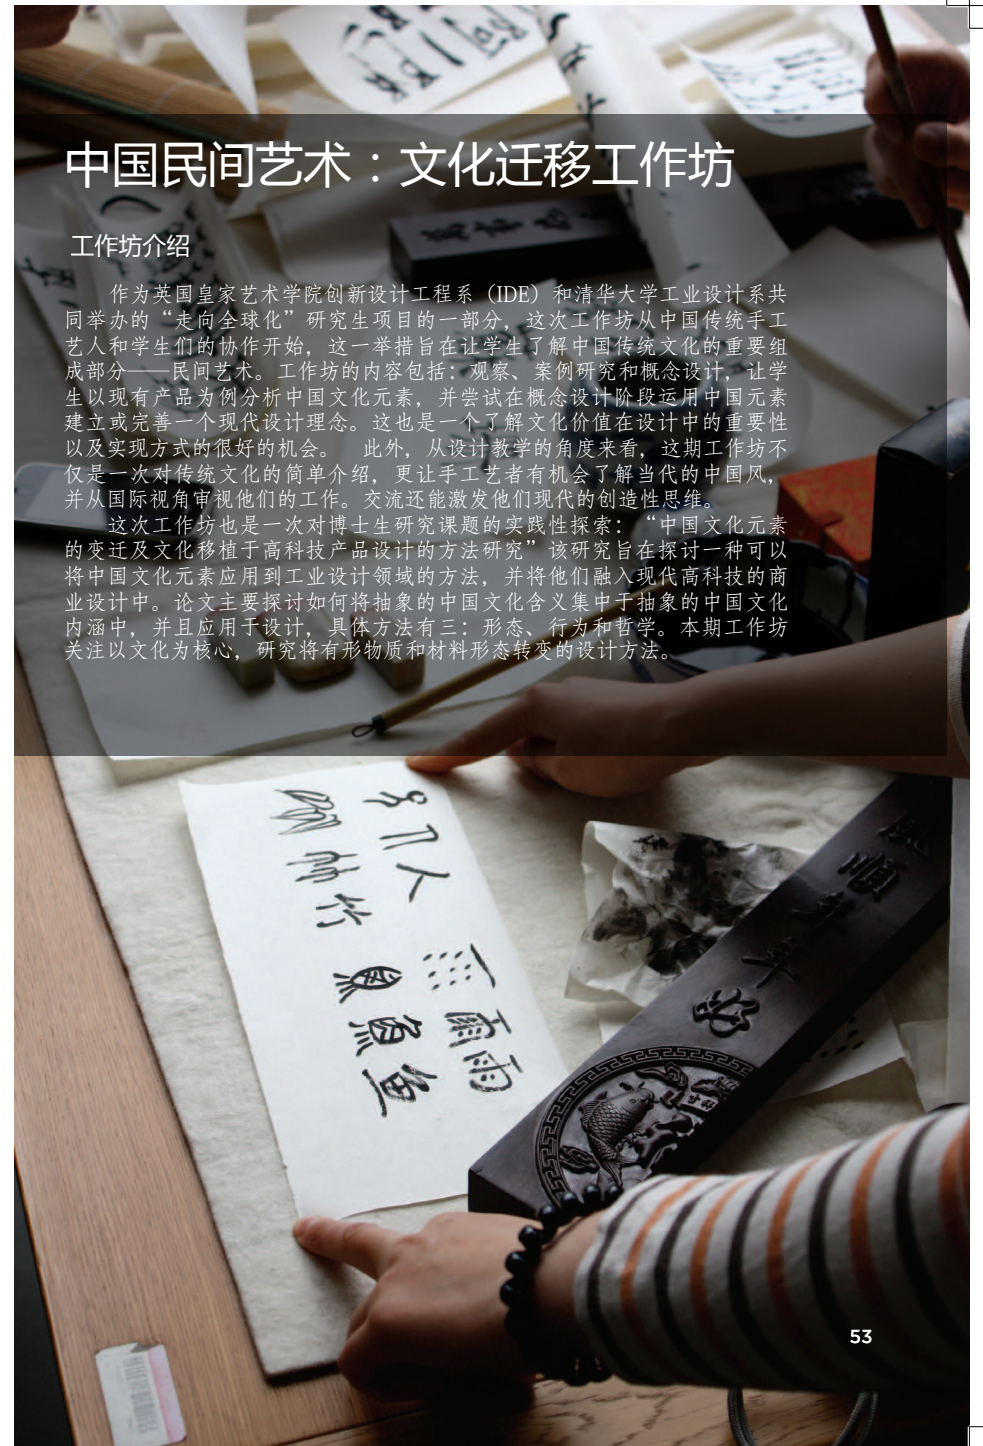 中国民间艺术：文化迁移工作坊
工作坊介绍
作为英国皇家艺术学院创新设计工程系（IDE）和清华大学工业设计系共
同举办的“走向全球化”研究生项目的一部分，这次工作坊从中国传统手工
艺人和学生们的协作开始，这一举措旨在让学生了解中国传统文化的重要组
成部分——民间艺术。工作坊的内容包括：观察、案例研究和概念设计，让学
生以现有产品为例分析中国文化元素，并尝试在概念设计阶段运用中国元素
建立或完善一个现代设计理念。这也是一个了解文化价值在设计中的重要性
以及实现方式的很好的机会。 此外，从设计教学的角度来看，这期工作坊不
仅是一次对传统文化的简单介绍，更让手工艺者有机会了解当代的中国风，
并从国际视角审视他们的工作。交流还能激发他们现代的创造性思维。
这次工作坊也是一次对博士生研究课题的实践性探索：“中国文化元素
的变迁及文化移植于高科技产品设计的方法研究”该研究旨在探讨一种可以
将中国文化元素应用到工业设计领域的方法，并将他们融入现代高科技的商
业设计中。论文主要探讨如何将抽象的中国文化含义集中于抽象的中国文化
内涵中，并且应用于设计，具体方法有三：形态、行为和哲学。本期工作坊
关注以文化为核心，研究将有形物质和材料形态转变的设计方法。
人
雨雨
竹
魚鱼
順
好
53